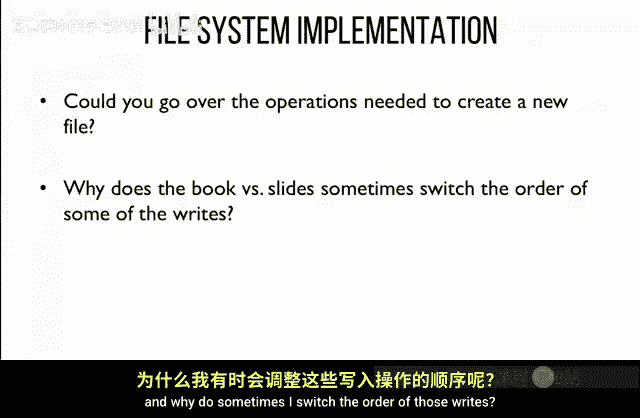 FILE SYSTEM IMPLEMENTATION
• Could you go over the operations needed to create a new
file?
• Why does the book vs. slides sometimes switch the order of
some of the writes?
为什么我有时会调整这些写入操作的顺序呢?
and why do sometimes I switch the order of those writes?